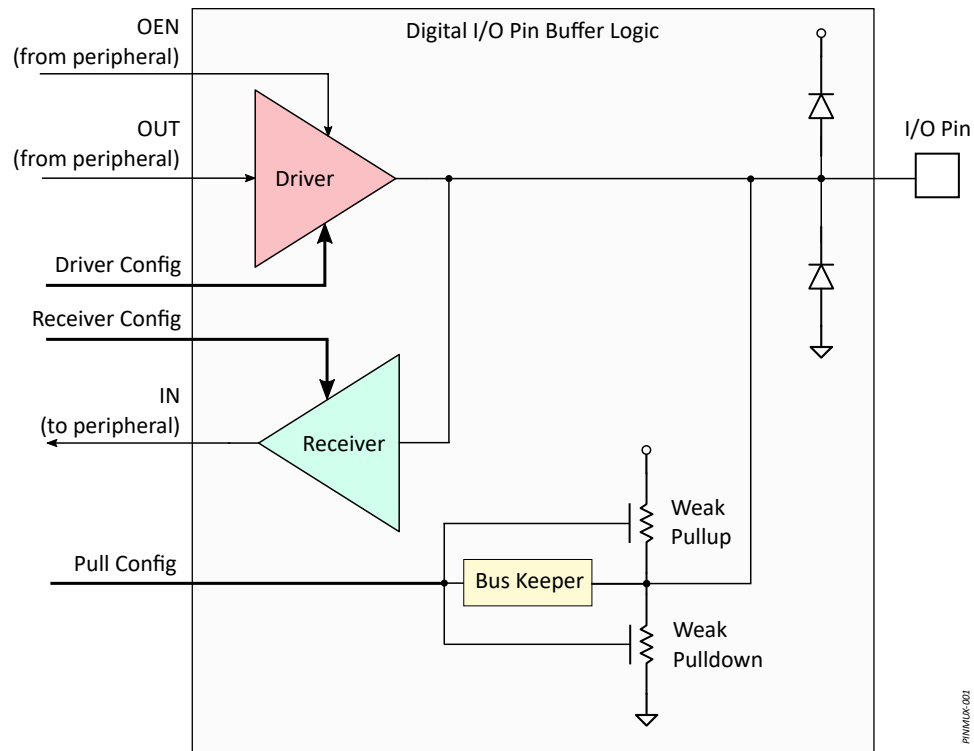 OEN
(from peripheral)
Digital I/O Pin Buffer Logic
OUT
(from peripheral)
Driver
I/O Pin
Driver Config
Receiver Config
IN
(to peripheral)
Receiver
Weak
Pullup
Pull Config
Bus Keeper
Weak
Pulldown
PINMUX-001